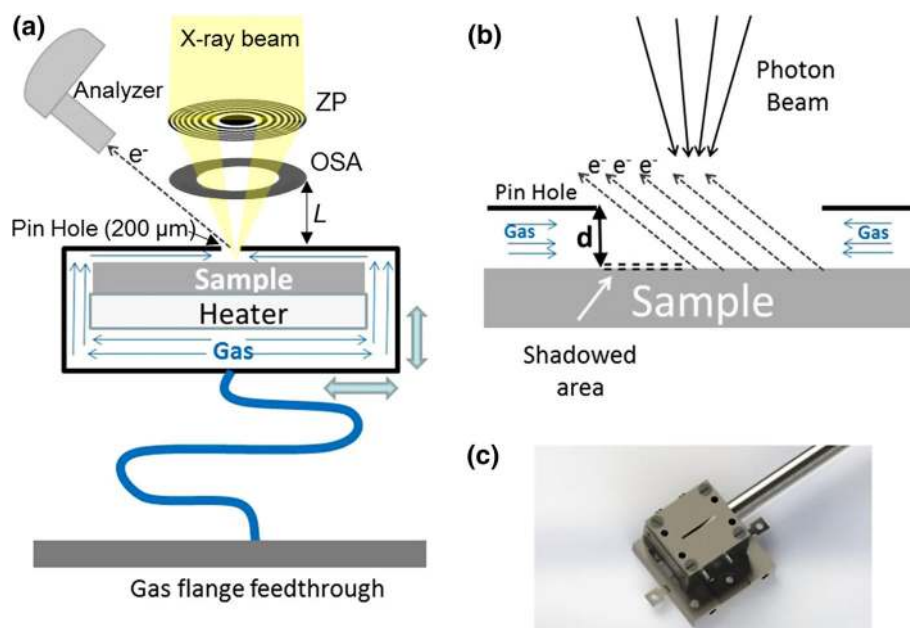 (a)
X-ray beam
Analyzer
ZP
e-
OSA
L
Pin Hole (200 µm)
Sample
Heater
Gas
Gas flange feedthrough
(b)
Photon
Beam
e- e- e-
Pin Hole
Gas
d
Gas
Sample
Shadowed
area
(c)